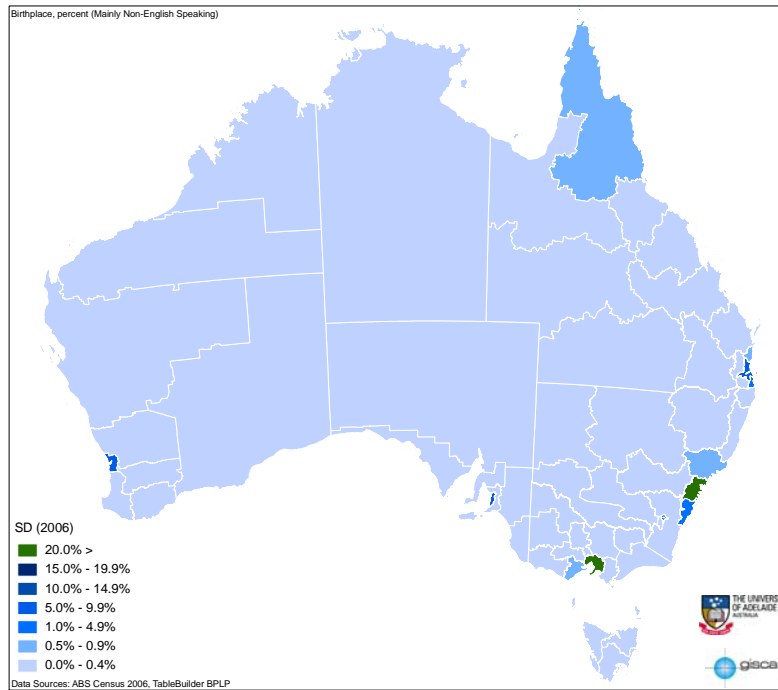 Birthplace, percent (Mainly Non-English Speaking)
SD (2006)
20.0% >
15.0% - 19.9%
10.0% - 14.9%
5.0% - 9.9%
1.0% - 4.9%
0.5% - 0.9%
0.0% - 0.4%
THE UNIVERS
OF ADELAIDE
AUSTRALIA
gisca
Data Sources: ABS Census 2006, TableBuilder BPLP